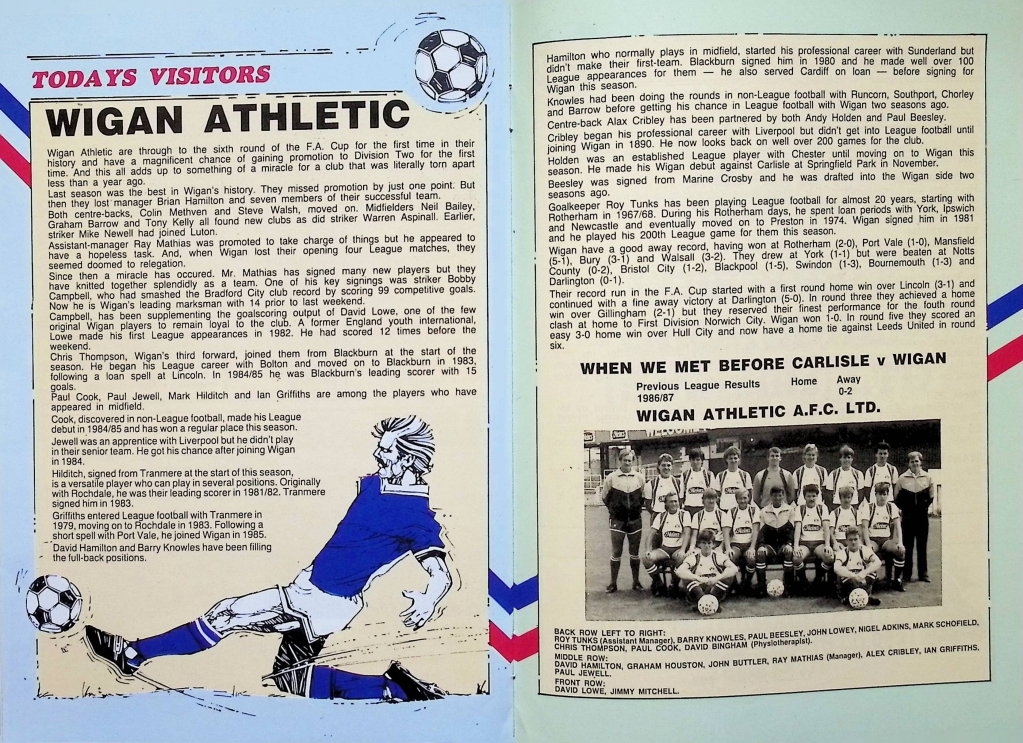 TODAYS VISITORS
WIGAN ATHLETIC
Wigan Athletic are through to the sixth round of the F.A. Cup for the first time in their
history and have a magnificent chance of gaining promotion to Division Two for the first
time. And this all adds up to something of a miracle for a club that was literally torn apart
less than a year ago.
Last season was the best in Wigan's history. They missed promotion by just one point. But
then they lost manager Brian Hamilton and seven members of their successful team.
Both centre-backs, Colin Methven and Steve Walsh, moved on. Midfielders Neil Bailey,
Graham Barrow and Tony Kelly all found new clubs as did striker Warren Aspinall. Earlier,
striker Mike Newell had joined Luton.
Assistant-manager Ray Mathias was promoted to take charge of things but he appeared to
have a hopeless task. And, when Wigan lost their opening four League matches, they
seemed doomed to relegation.
Since then a miracle has occured. Mr. Mathias has signed many new players but they
have knitted together splendidly as a team. One of his key signings was striker Bobby
Campbell, who had smashed the Bradford City club record by scoring 99 competitive goals.
Now he is Wigan's leading marksman with 14 prior to last weekend.
Campbell, has been supplementing the goalscoring output of David Lowe, one of the few
original Wigan players to remain loyal to the club. A former England youth international,
Lowe made his first League appearances in 1982. He had scored 12 times before the
weekend.
Chris Thompson, Wigan's third forward, joined them from Blackburn at the start of the
season. He began his League career with Bolton and moved on to Blackburn in 1983,
following a loan spell at Lincoln. In 1984/85 he was Blackburn's leading scorer with 15
goals.
Paul Cook, Paul Jewell, Mark Hilditch and Ian Griffiths are among the players who have
appeared in midfield.
Cook, discovered in non-League football, made his League
debut in 1984/85 and has won a regular place this season.
Jewell was an apprentice with Liverpool but he didn't play
in their senior team. He got his chance after joining Wigan
in 1984.
Hilditch, signed from Tranmere at the start of this season,
is a versatile player who can play in several positions. Originally
with Rochdale, he was their leading scorer in 1981/82. Tranmere
signed him in 1983.
Griffiths entered League football with Tranmere in
1979, moving on to Rochdale in 1983. Following a
short spell with Port Vale, he joined Wigan in 1985.
David Hamilton and Barry Knowles have been filling
the full-back positions.
Hamilton who normally plays in midfield, started his professional career with Sunderland but
didn't make their first-team. Blackburn signed him in 1980 and he made well over 100
League appearances for them — he also served Cardiff on loan — before signing for
Wigan this season.
Knowles had been doing the rounds in non-League football with Runcorn, Southport, Chorley
and Barrow before getting his chance in League football with Wigan two seasons ago.
Centre-back Alax Cribley has been partnered by both Andy Holden and Paul Beesley.
Cribley began his professional career with Liverpool but didn't get into League football until
joining Wigan in 1890. He now looks back on well over 200 games for the club.
Holden was an established League player with Chester until moving on to Wigan this
season. He made his Wigan debut against Carlisle at Springfield Park in November.
Beesley was signed from Marine Crosby and he was drafted into the Wigan side two
seasons ago.
Goalkeeper Roy Tunks has been playing League football for almost 20 years, starting with
Rotherham in 1967/68. During his Rotherham days, he spent loan periods with York, Ipswich
and Newcastle and eventually moved on to Preston in 1974. Wigan signed him in 1981
and he played his 200th League game for them this season.
Wigan have a good away record, having won at Rotherham (2-0), Port Vale (1-0), Mansfield
(5-1), Bury (3-1) and Walsall (3-2). They drew at York (1-1) but were beaten at Notts
County (0-2), Bristol City (1-2), Blackpool (1-5), Swindon (1-3), Bournemouth (1-3) and
Darlington (0-1).
Their record run in the F.A. Cup started with a first round home win over Lincoln (3-1) and
continued with a fine away victory at Darlington (5-0). In round three they achieved a home
win over Gillingham (2-1) but they reserved their finest performance for the fouth round
clash at home to First Division Norwich City. Wigan won 1-0. In round five they scored an
easy 3-0 home win over Hull City and now have a home tie against Leeds United in round
six.
WHEN WE MET BEFORE CARLISLE v WIGAN
Previous League Results Home Away
1986/87 0-2
WIGAN ATHLETIC A.F.C. LTD.
BACK ROW LEFT TO RIGHT:
ROY TUNKS (Assistant Manager), BARRY KNOWLES, PAUL BEESLEY, JOHN LOWEY, NIGEL ADKINS, MARK SCHOFIELD,
CHRIS THOMPSON, PAUL COOK, DAVID BINGHAM (Physiotherapist).
MIDDLE ROW:
DAVID HAMILTON, GRAHAM HOUSTON, JOHN BUTTLER, RAY MATHIAS (Manager), ALEX CRIBLEY, IAN GRIFFITHS,
PAUL JEWELL.
FRONT ROW:
DAVID LOWE, JIMMY MITCHELL.